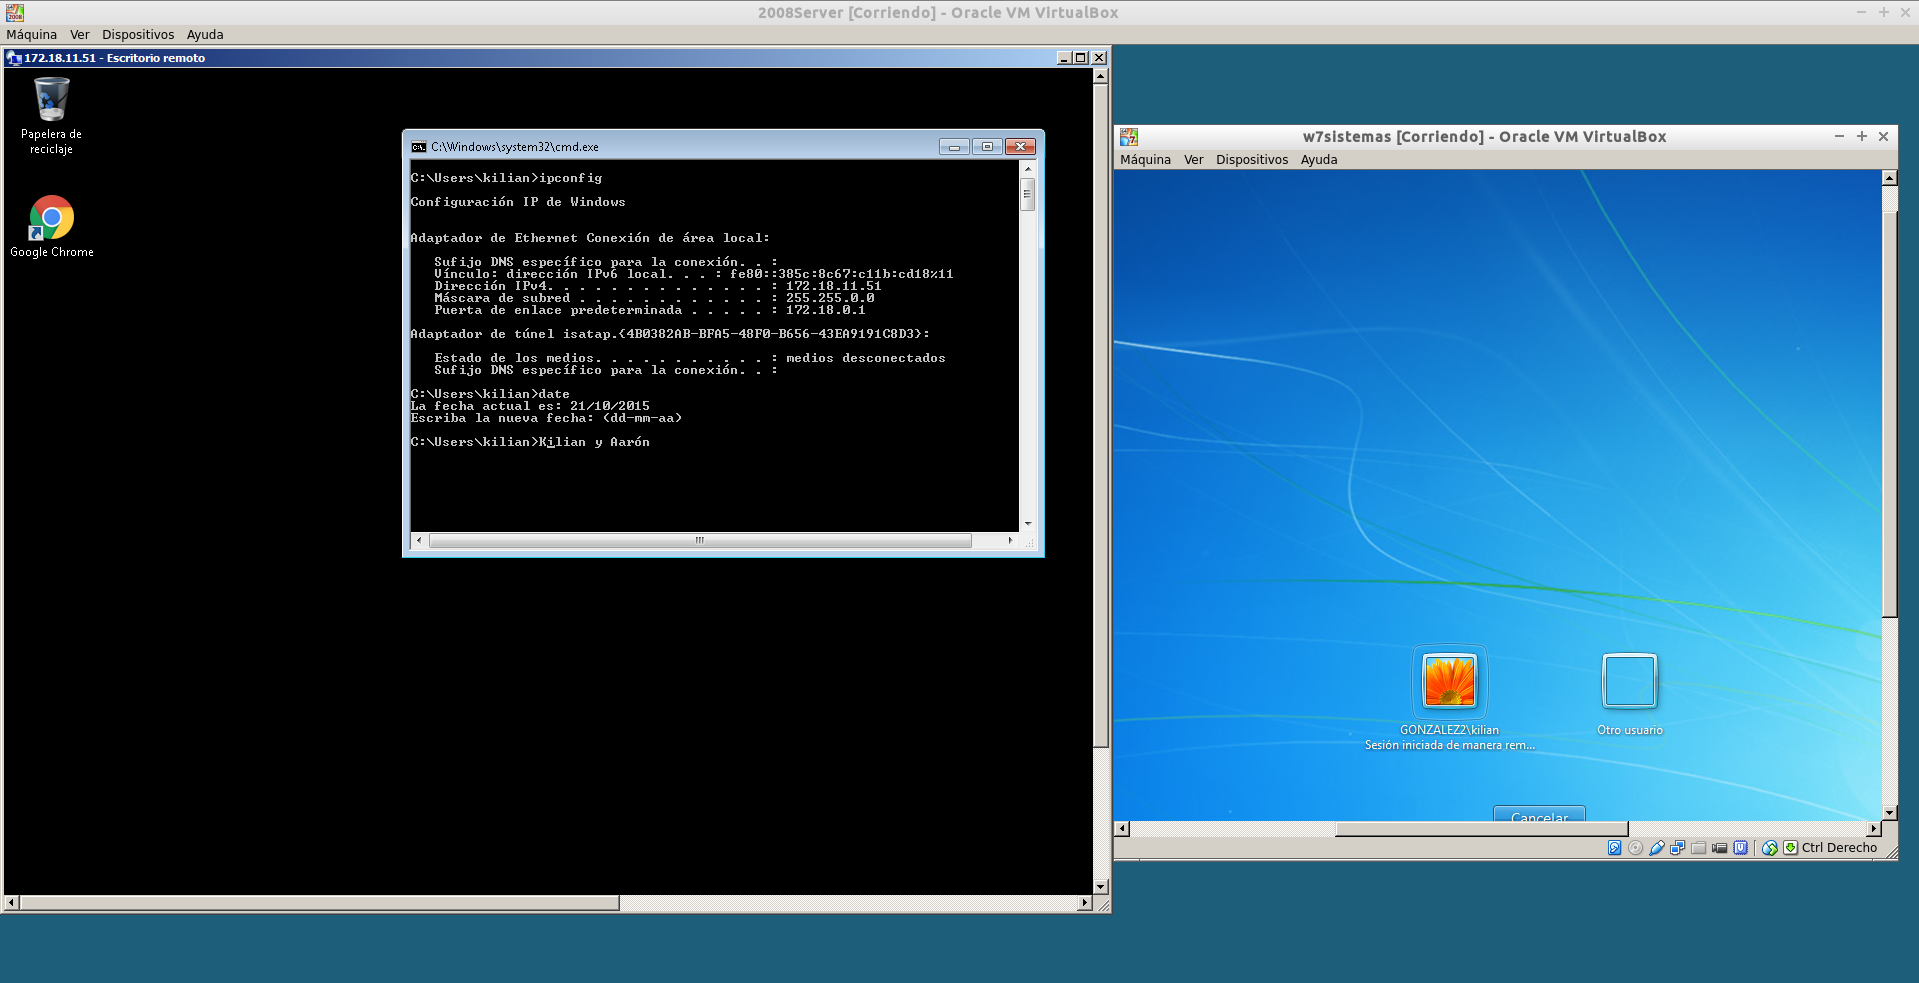 2008Server [Corriendo] - Oracle VM VirtualBox
Máquina Ver Dispositivos Ayuda
172.18.11.51 - Escritorio remoto
Papelera de
reciclaje
Google Chrome
C:\Windows\system32\cmd.exe
C:\Users\kilian>ipconfig
Configuración IP de Windows
Adaptador de Ethernet Conexión de área local:
Sufijo DNS específico para la conexión. . :
Vínculo: dirección IPv6 local. . . : fe80::385c:8c67:c11b:cd18%11
Dirección IPv4. . . . . . . . . . . . . . : 172.18.11.51
Máscara de subred . . . . . . . . . . . . : 255.255.0.0
Puerta de enlace predeterminada . . . . . : 172.18.0.1
Adaptador de túnel isatap.{4B0382AB-BFA5-48F0-B656-43EA9191C8D3}:
Estado de los medios. . . . . . . . . . . : medios desconectados
Sufijo DNS específico para la conexión. . :
C:\Users\kilian>date
La fecha actual es: 21/10/2015
Escriba la nueva fecha: (dd-mm-aa)
C:\Users\kilian>Kilian y Aarón
w7sistemas [Corriendo] - Oracle VM VirtualBox
Máquina Ver Dispositivos Ayuda
GONZALEZ2\kilian
Sesión iniciada de manera rem...
Otro usuario
Cancelar
Ctrl Derecho